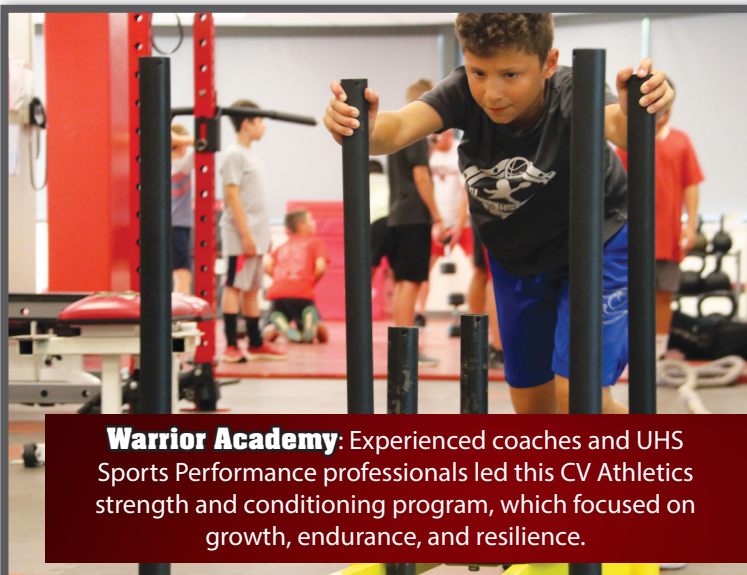 Warrior Academy: Experienced coaches and UHS
Sports Performance professionals led this CV Athletics
strength and conditioning program, which focused on
growth, endurance, and resilience.